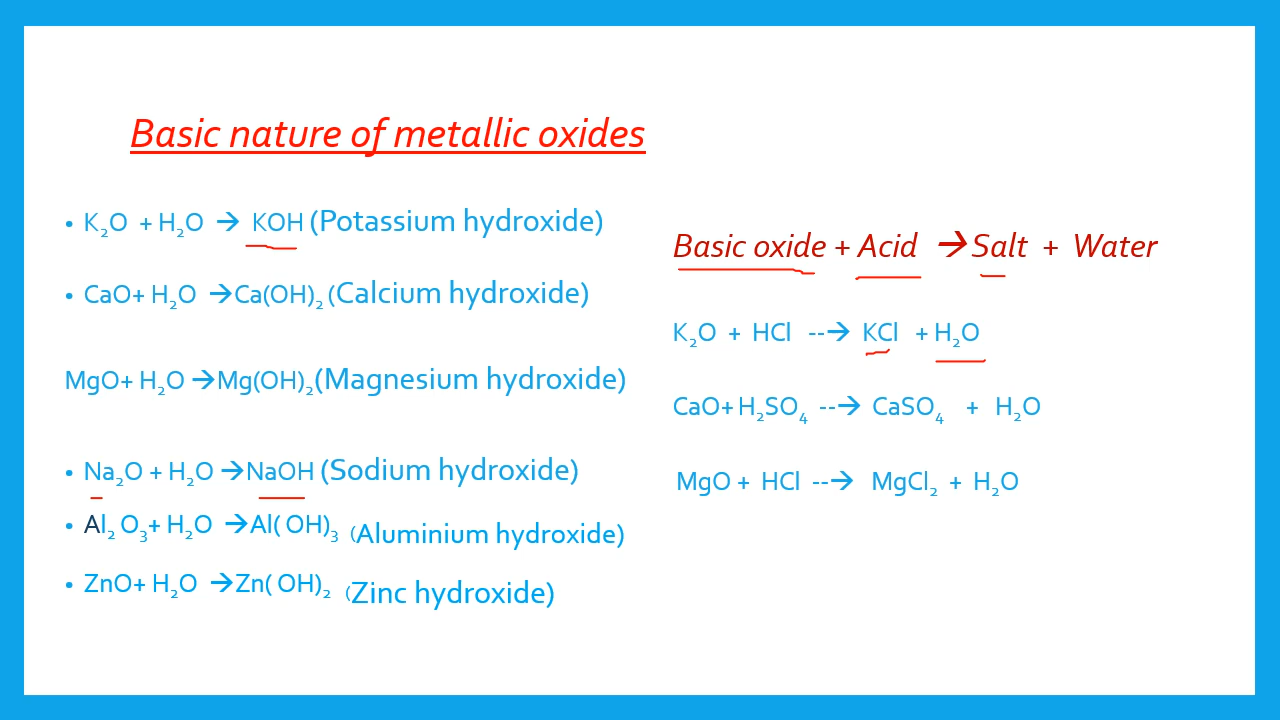 Basic nature of metallic oxides
• K₂O + H₂O → KOH (Potassium hydroxide)
• CaO+ H₂O →Ca(OH)₂ (Calcium hydroxide)
MgO+ H₂O →Mg(OH)₂(Magnesium hydroxide)
• Na₂O + H₂O →NaOH (Sodium hydroxide)
• Al₂ O₃+ H₂O →Al( OH)₃ (Aluminium hydroxide)
• ZnO+ H₂O →Zn( OH)₂ (Zinc hydroxide)
Basic oxide + Acid → Salt + Water
K₂O + HCl --→ KCl + H₂O
CaO+ H₂SO₄ --→ CaSO₄ + H₂O
MgO + HCl --→ MgCl₂ + H₂O